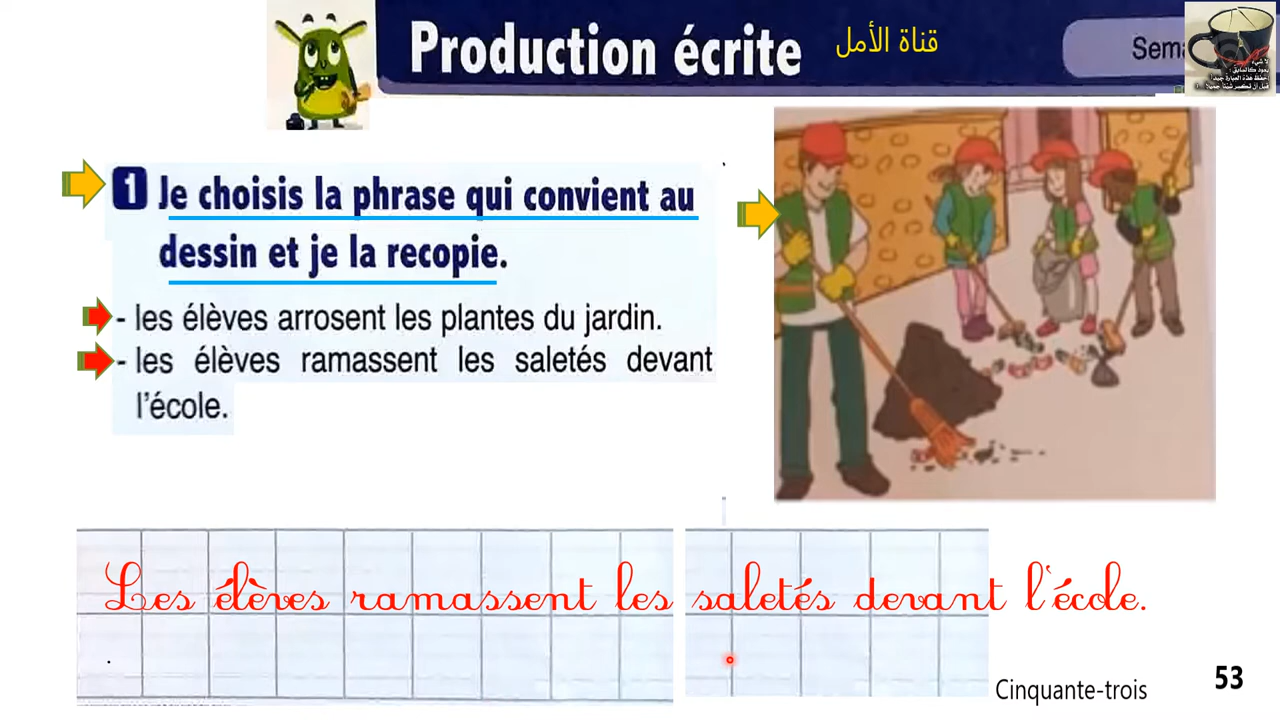 Production écrite
قناة الأمل
Sema
1 Je choisis la phrase qui convient au
dessin et je la recopie.
- les élèves arrosent les plantes du jardin.
- les élèves ramassent les saletés devant
l'école.
Les élèves ramassent les saletés devant l'école.
Cinquante-trois
53